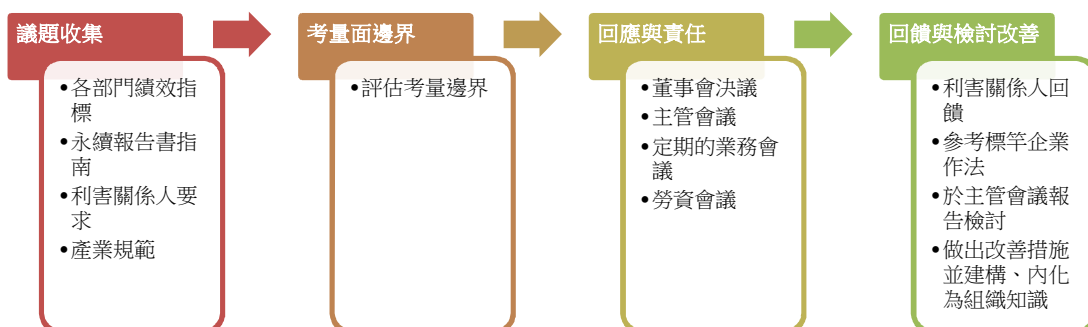 議題收集
•各部門績效指
標
•永續報告書指
南
•利害關係人要
求
•產業規範
考量面邊界
•評估考量邊界
回應與責任
•董事會決議
•主管會議
•定期的業務會
議
•勞資會議
回饋與檢討改善
•利害關係人回
饋
•參考標竿企業
作法
•於主管會議報
告檢討
•做出改善措施
並建構、內化
為組織知識